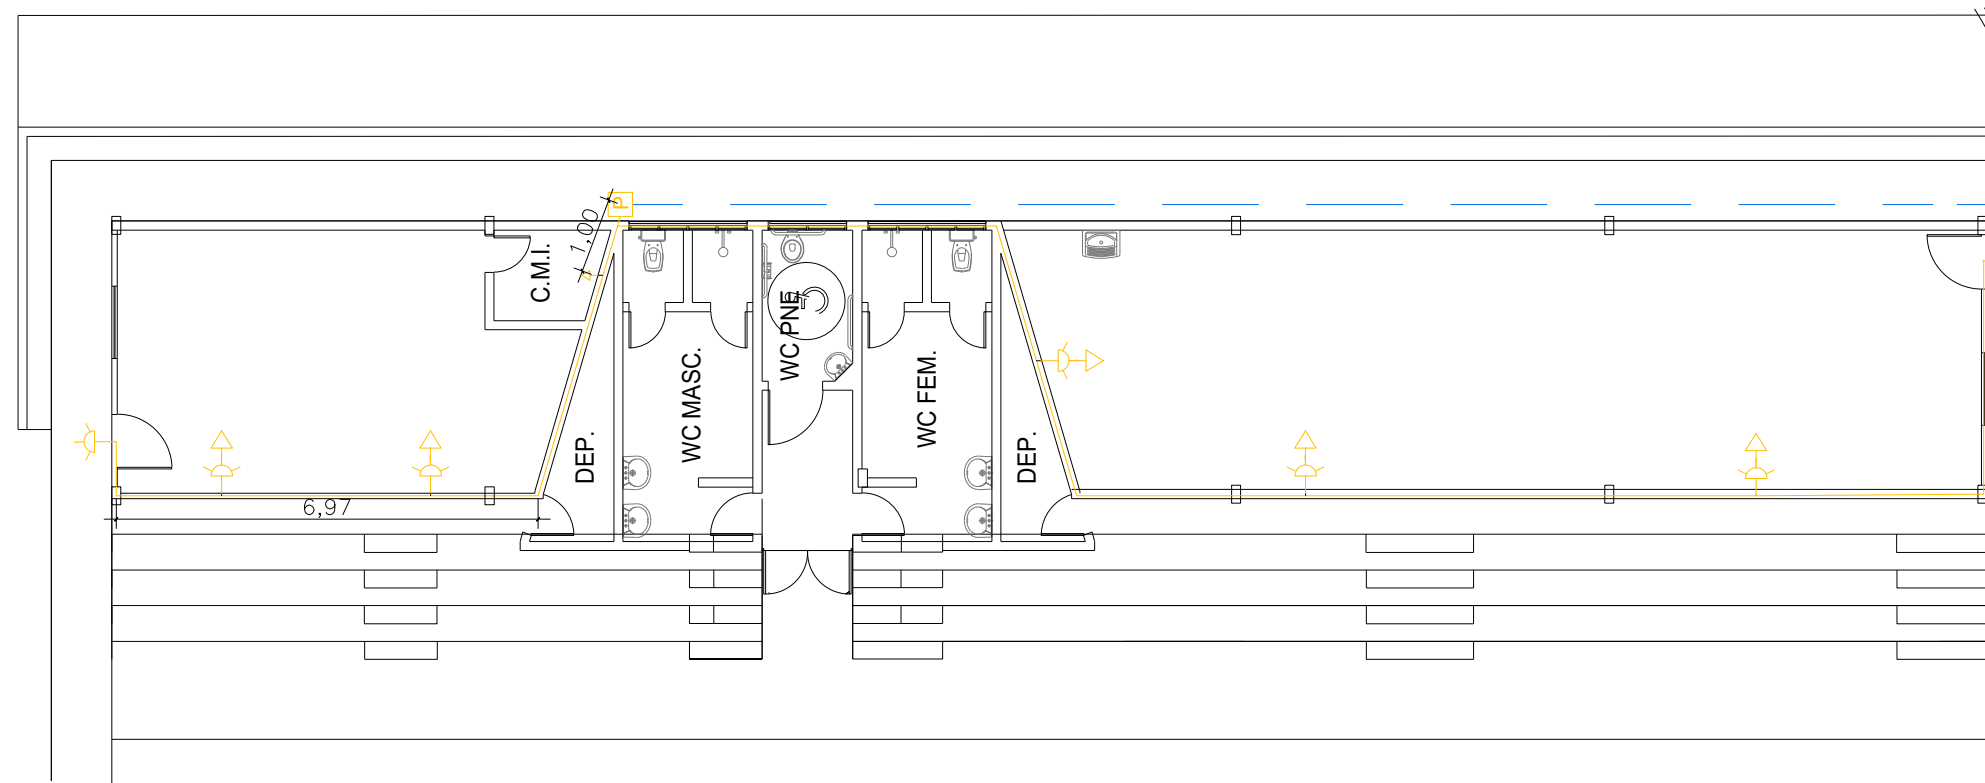 P
1,00
C.M.I.
WC PNE
WC MASC.
WC FEM.
DEP.
DEP.
6,97